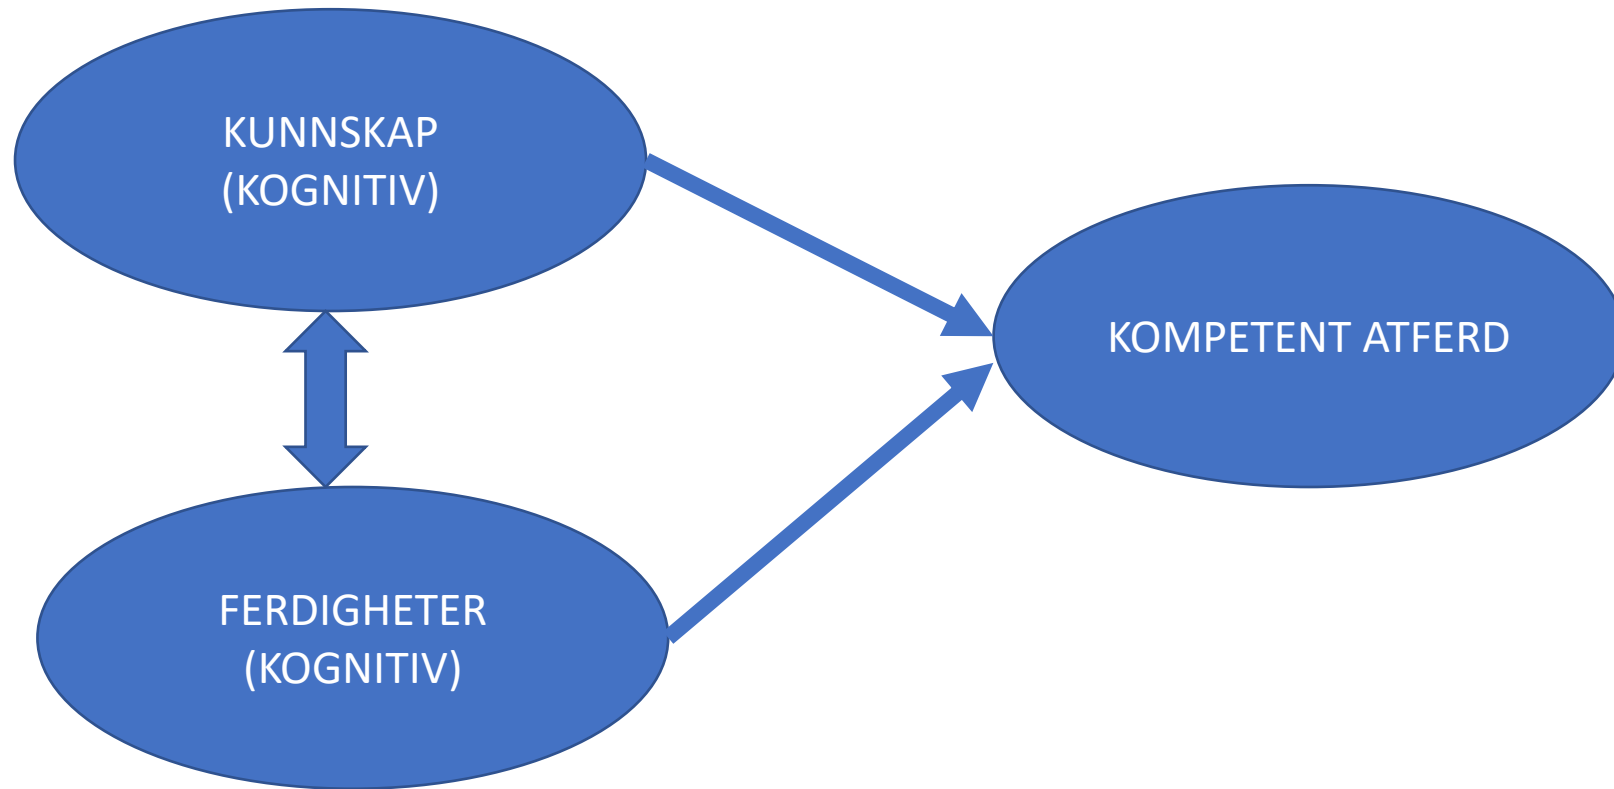 KUNNSKAP
(KOGNITIV)
KOMPETENT ATFERD
FERDIGHETER
(KOGNITIV)